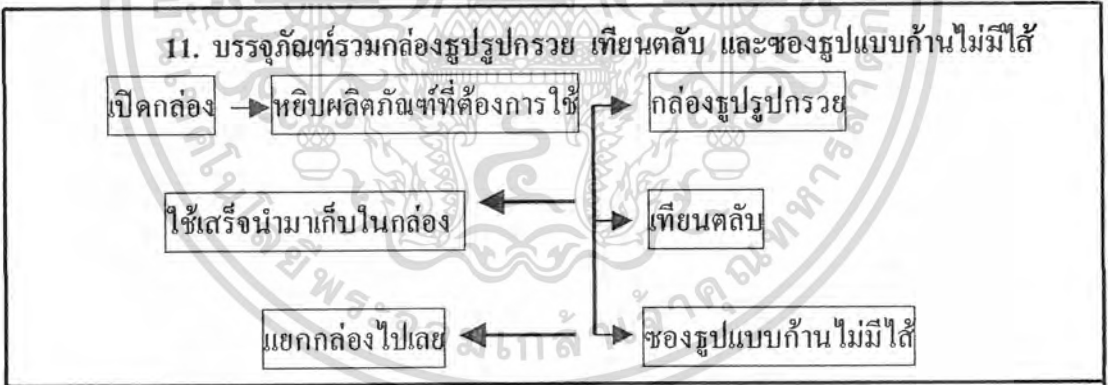 11. บรรจุภัณฑ์รวมกล่องธูปรูปกรวย เทียนตลับ และซองธูปแบบก้านไม่มีไส้
เปิดกล่อง หยิบผลิตภัณฑ์ที่ต้องการใช้ กล่องธูปรูปกรวย
ใช้เสร็จนำมาเก็บในกล่อง เทียนตลับ
แยกกล่องไปเลย ซองธูปแบบก้านไม่มีไส้